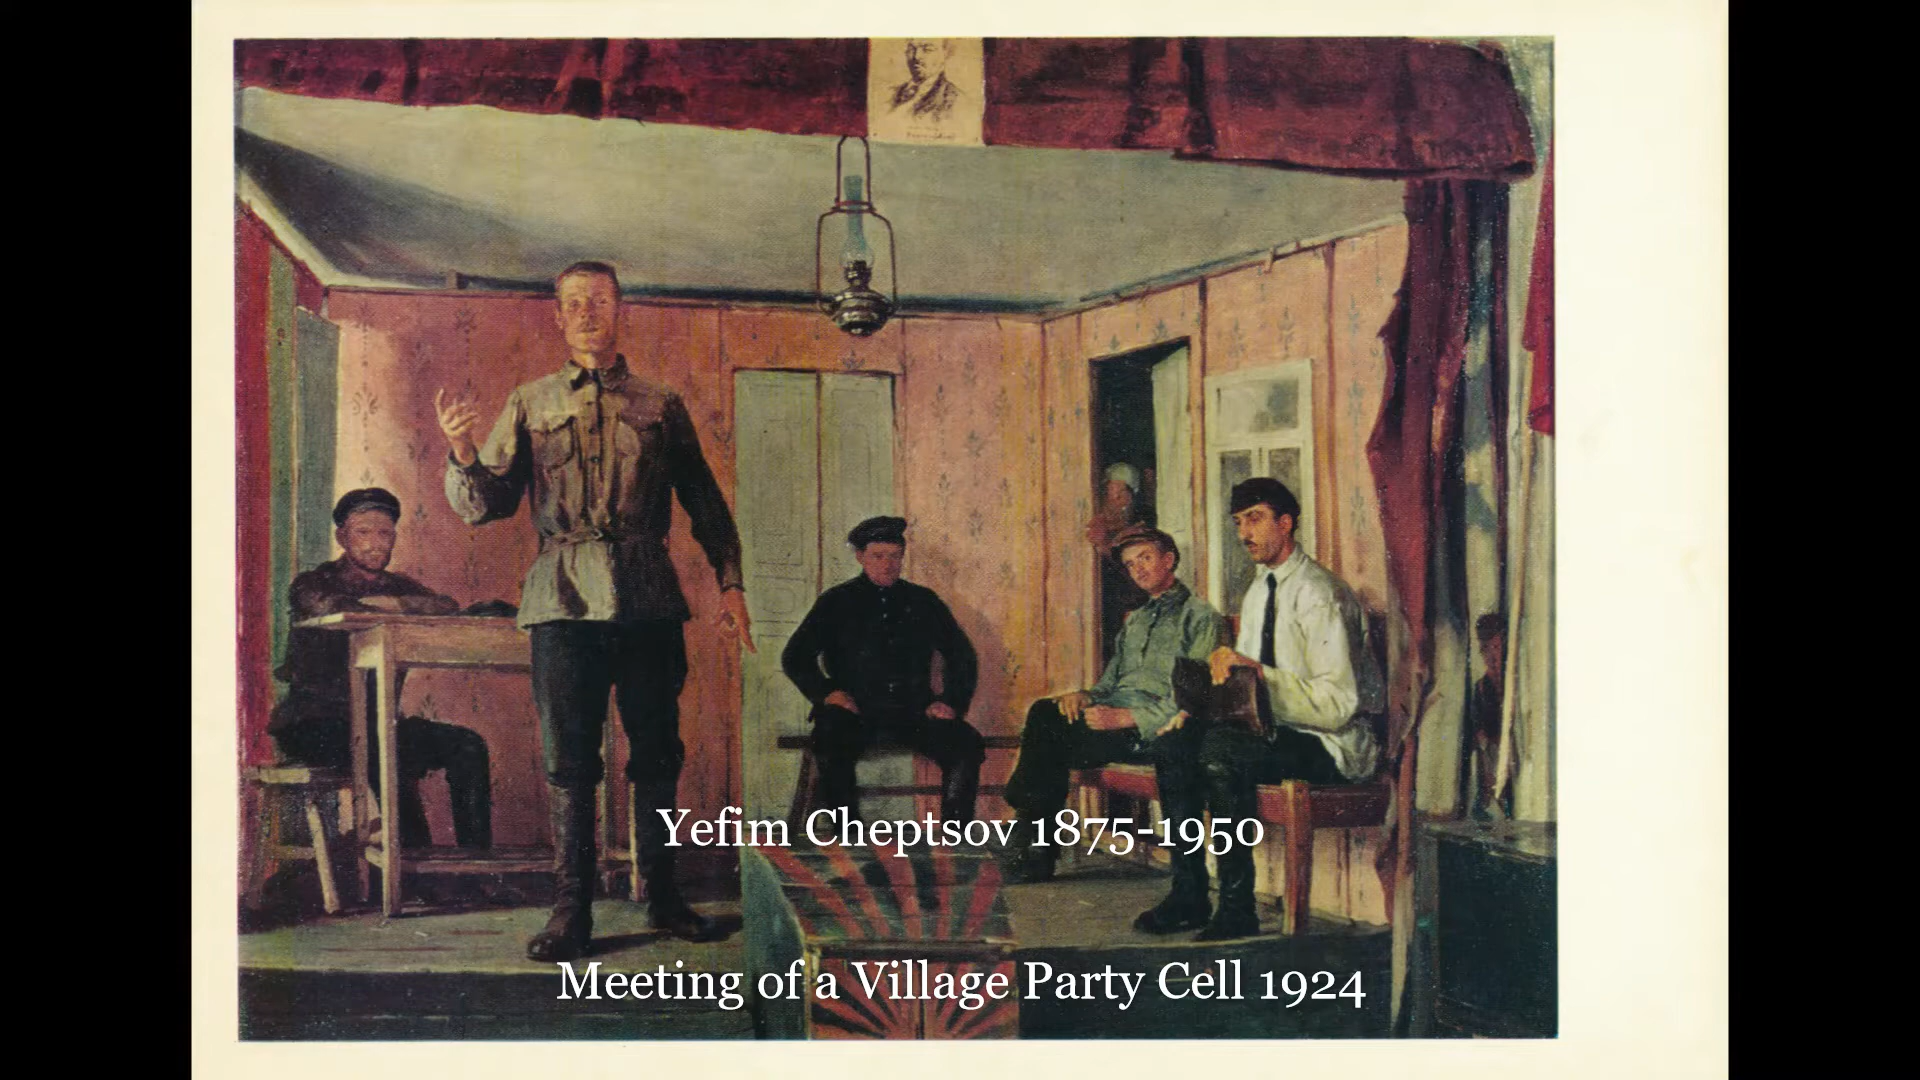 Yefim Cheptsov 1875-1950
Meeting of a Village Party Cell 1924